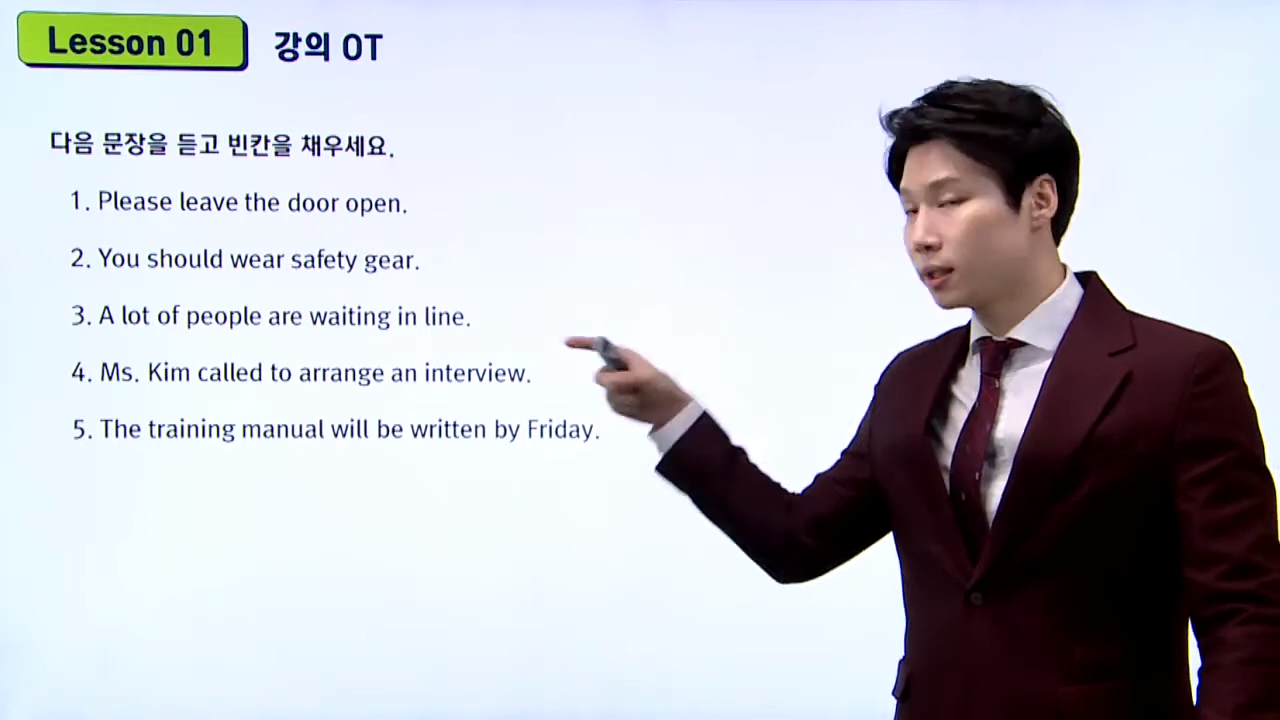 Lesson 01 강의 OT
다음 문장을 듣고 빈칸을 채우세요.
1. Please leave the door open.
2. You should wear safety gear.
3. A lot of people are waiting in line.
4. Ms. Kim called to arrange an interview.
5. The training manual will be written by Friday.